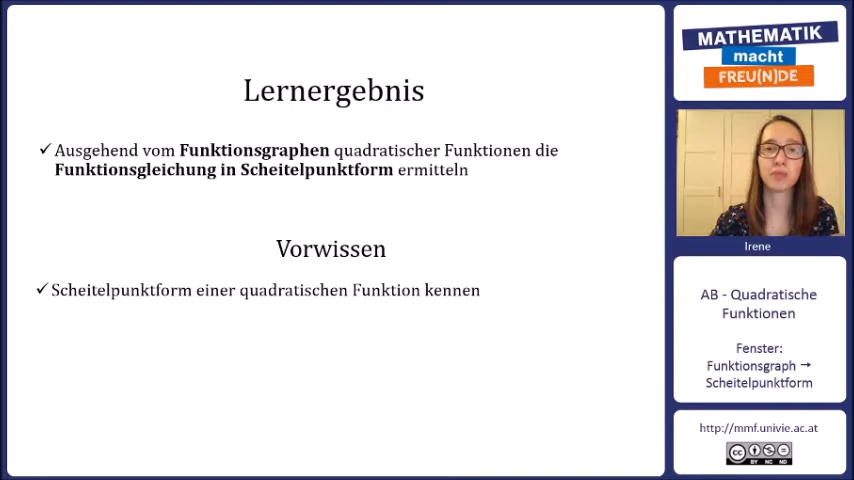 Lernergebnis
✓ Ausgehend vom Funktionsgraphen quadratischer Funktionen die
Funktionsgleichung in Scheitelpunktform ermitteln
Vorwissen
✓ Scheitelpunktform einer quadratischen Funktion kennen
MATHEMATIK
macht
FREU(N)DE
Irene
AB - Quadratische
Funktionen
Fenster:
Funktionsgraph →
Scheitelpunktform
http://mmf.univie.ac.at
cc
BY NC ND